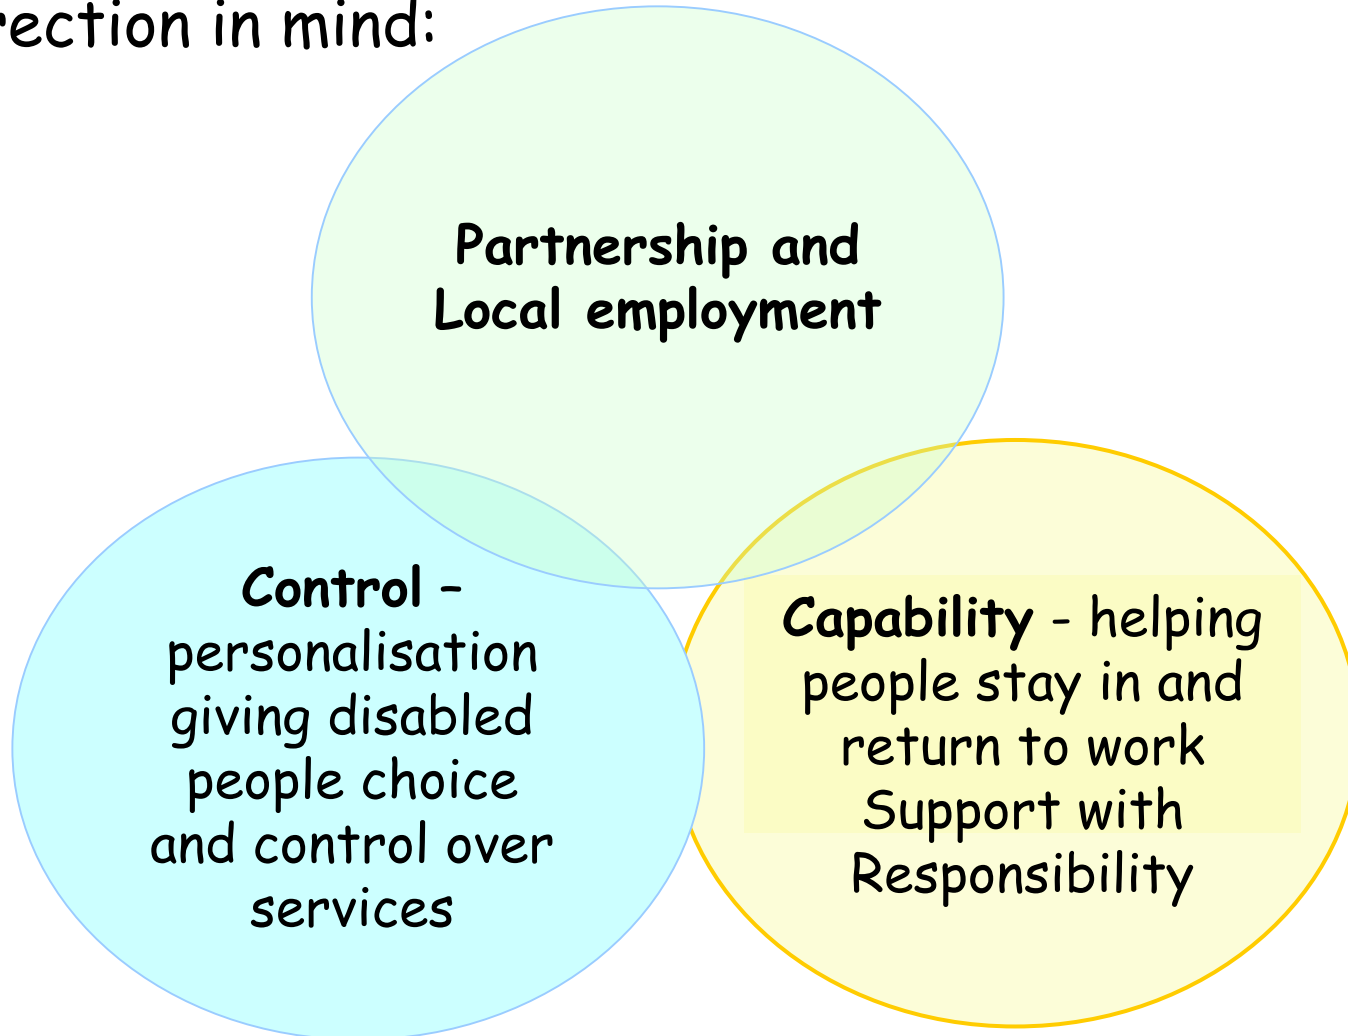 rection in mind:
Partnership and
Local employment
Control –
personalisation
giving disabled
people choice
and control over
services
Capability - helping
people stay in and
return to work
Support with
Responsibility